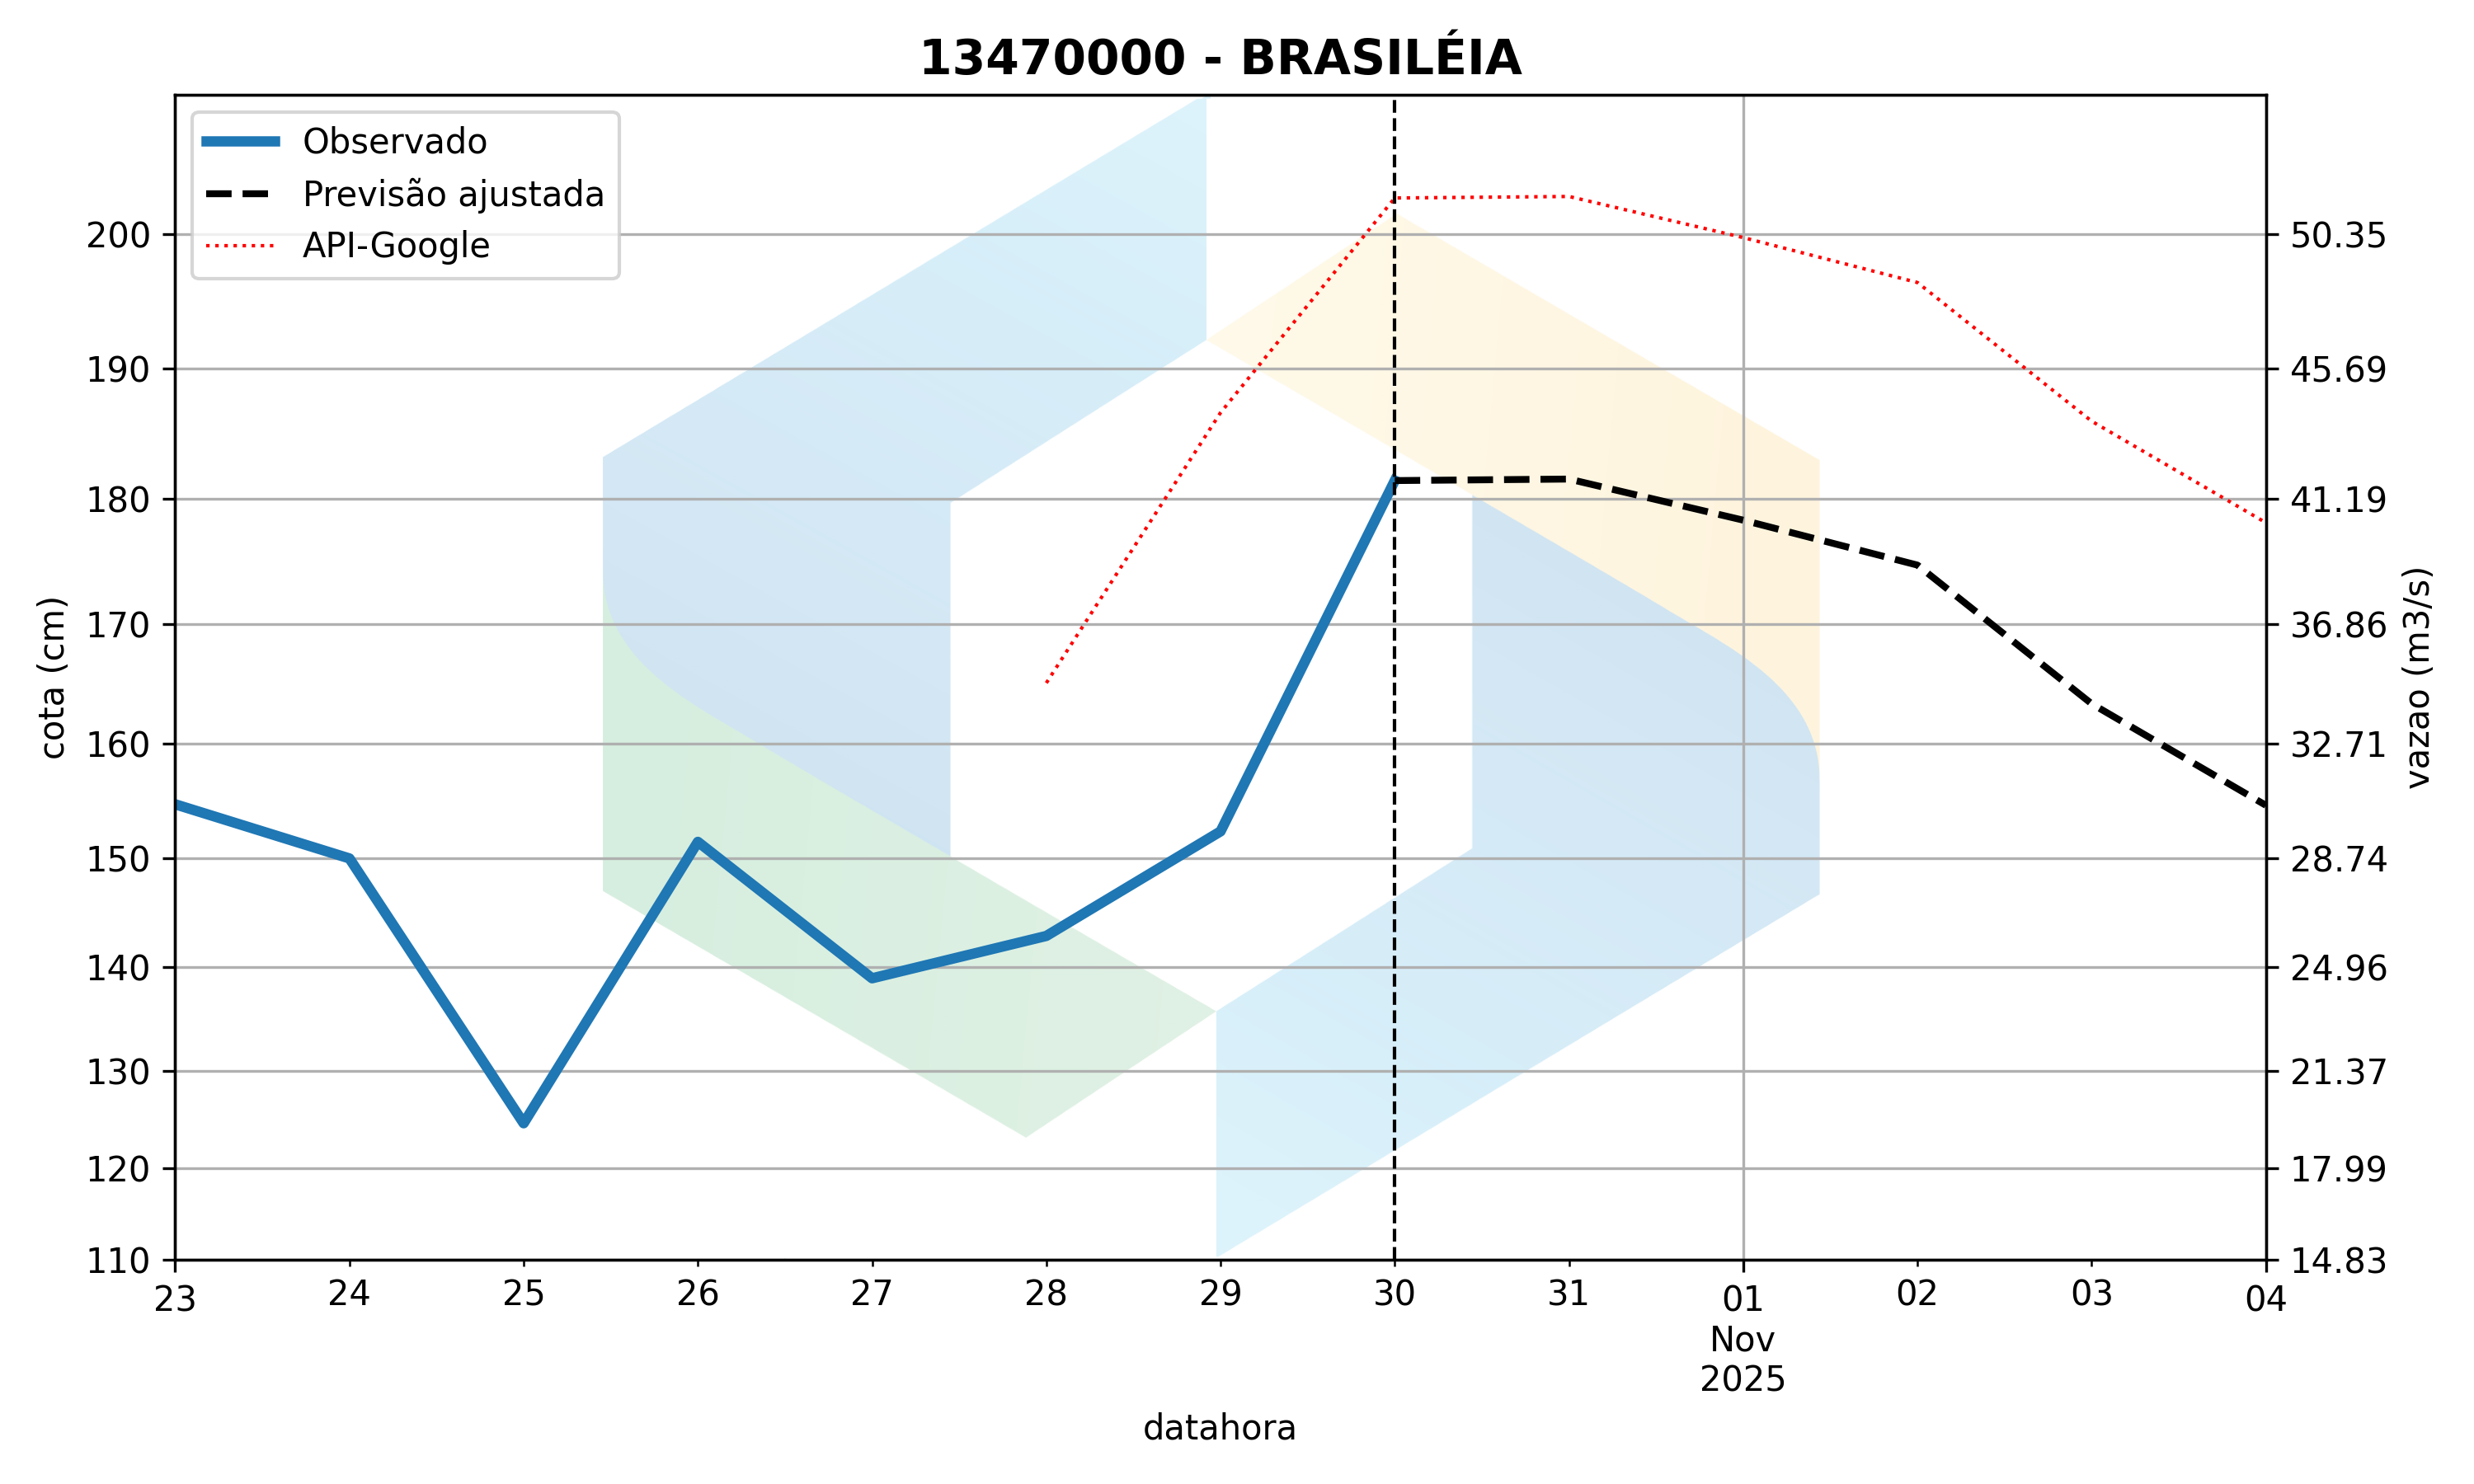 13470000 - BRASILÉIA
Observado
Previsão ajustada
API-Google
cota (cm)
200
190
180
170
160
150
140
130
120
110
50.35
45.69
41.19
36.86
32.71
28.74
24.96
21.37
17.99
14.83
vazao (m3/s)
23 24 25 26 27 28 29 30 31 01 02 03 04
Nov
2025
datahora